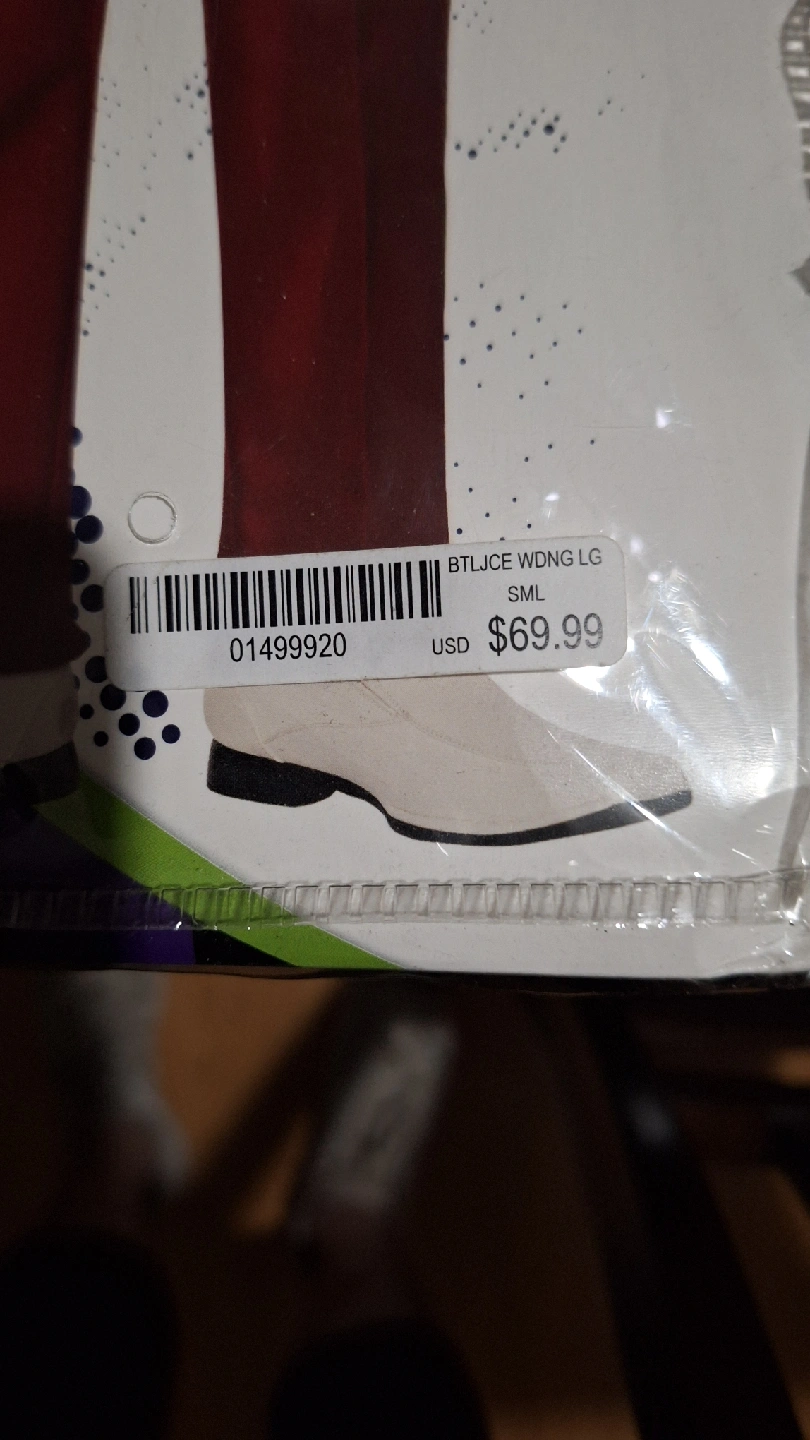 BTLJCE WDNG LG
SML
01499920
USD $69.99